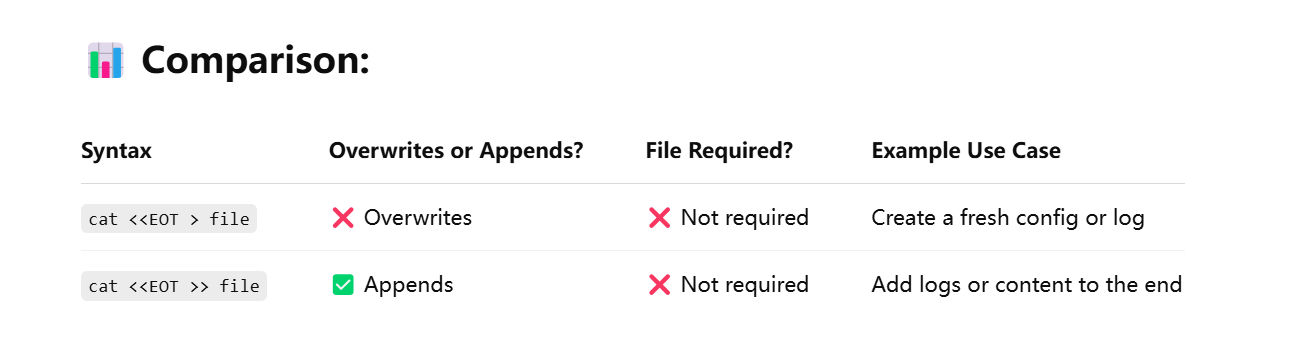 Comparison:
Syntax Overwrites or Appends? File Required? Example Use Case
cat <<EOT > file ❌ Overwrites ❌ Not required Create a fresh config or log
cat <<EOT >> file ✅ Appends ❌ Not required Add logs or content to the end